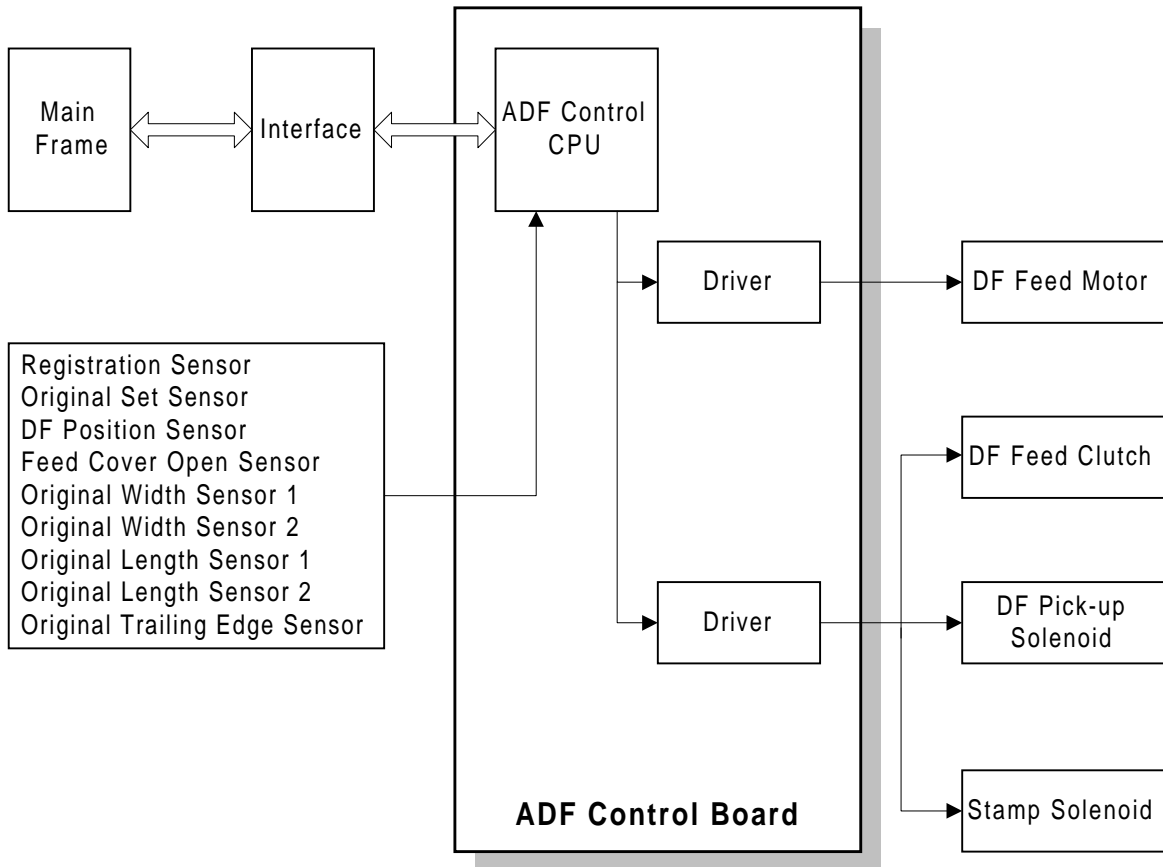 Main
Frame
Interface
ADF Control
CPU
Driver
DF Feed Motor
Registration Sensor
Original Set Sensor
DF Position Sensor
Feed Cover Open Sensor
Original Width Sensor 1
Original Width Sensor 2
Original Length Sensor 1
Original Length Sensor 2
Original Trailing Edge Sensor
DF Feed Clutch
Driver
DF Pick-up
Solenoid
Stamp Solenoid
ADF Control Board